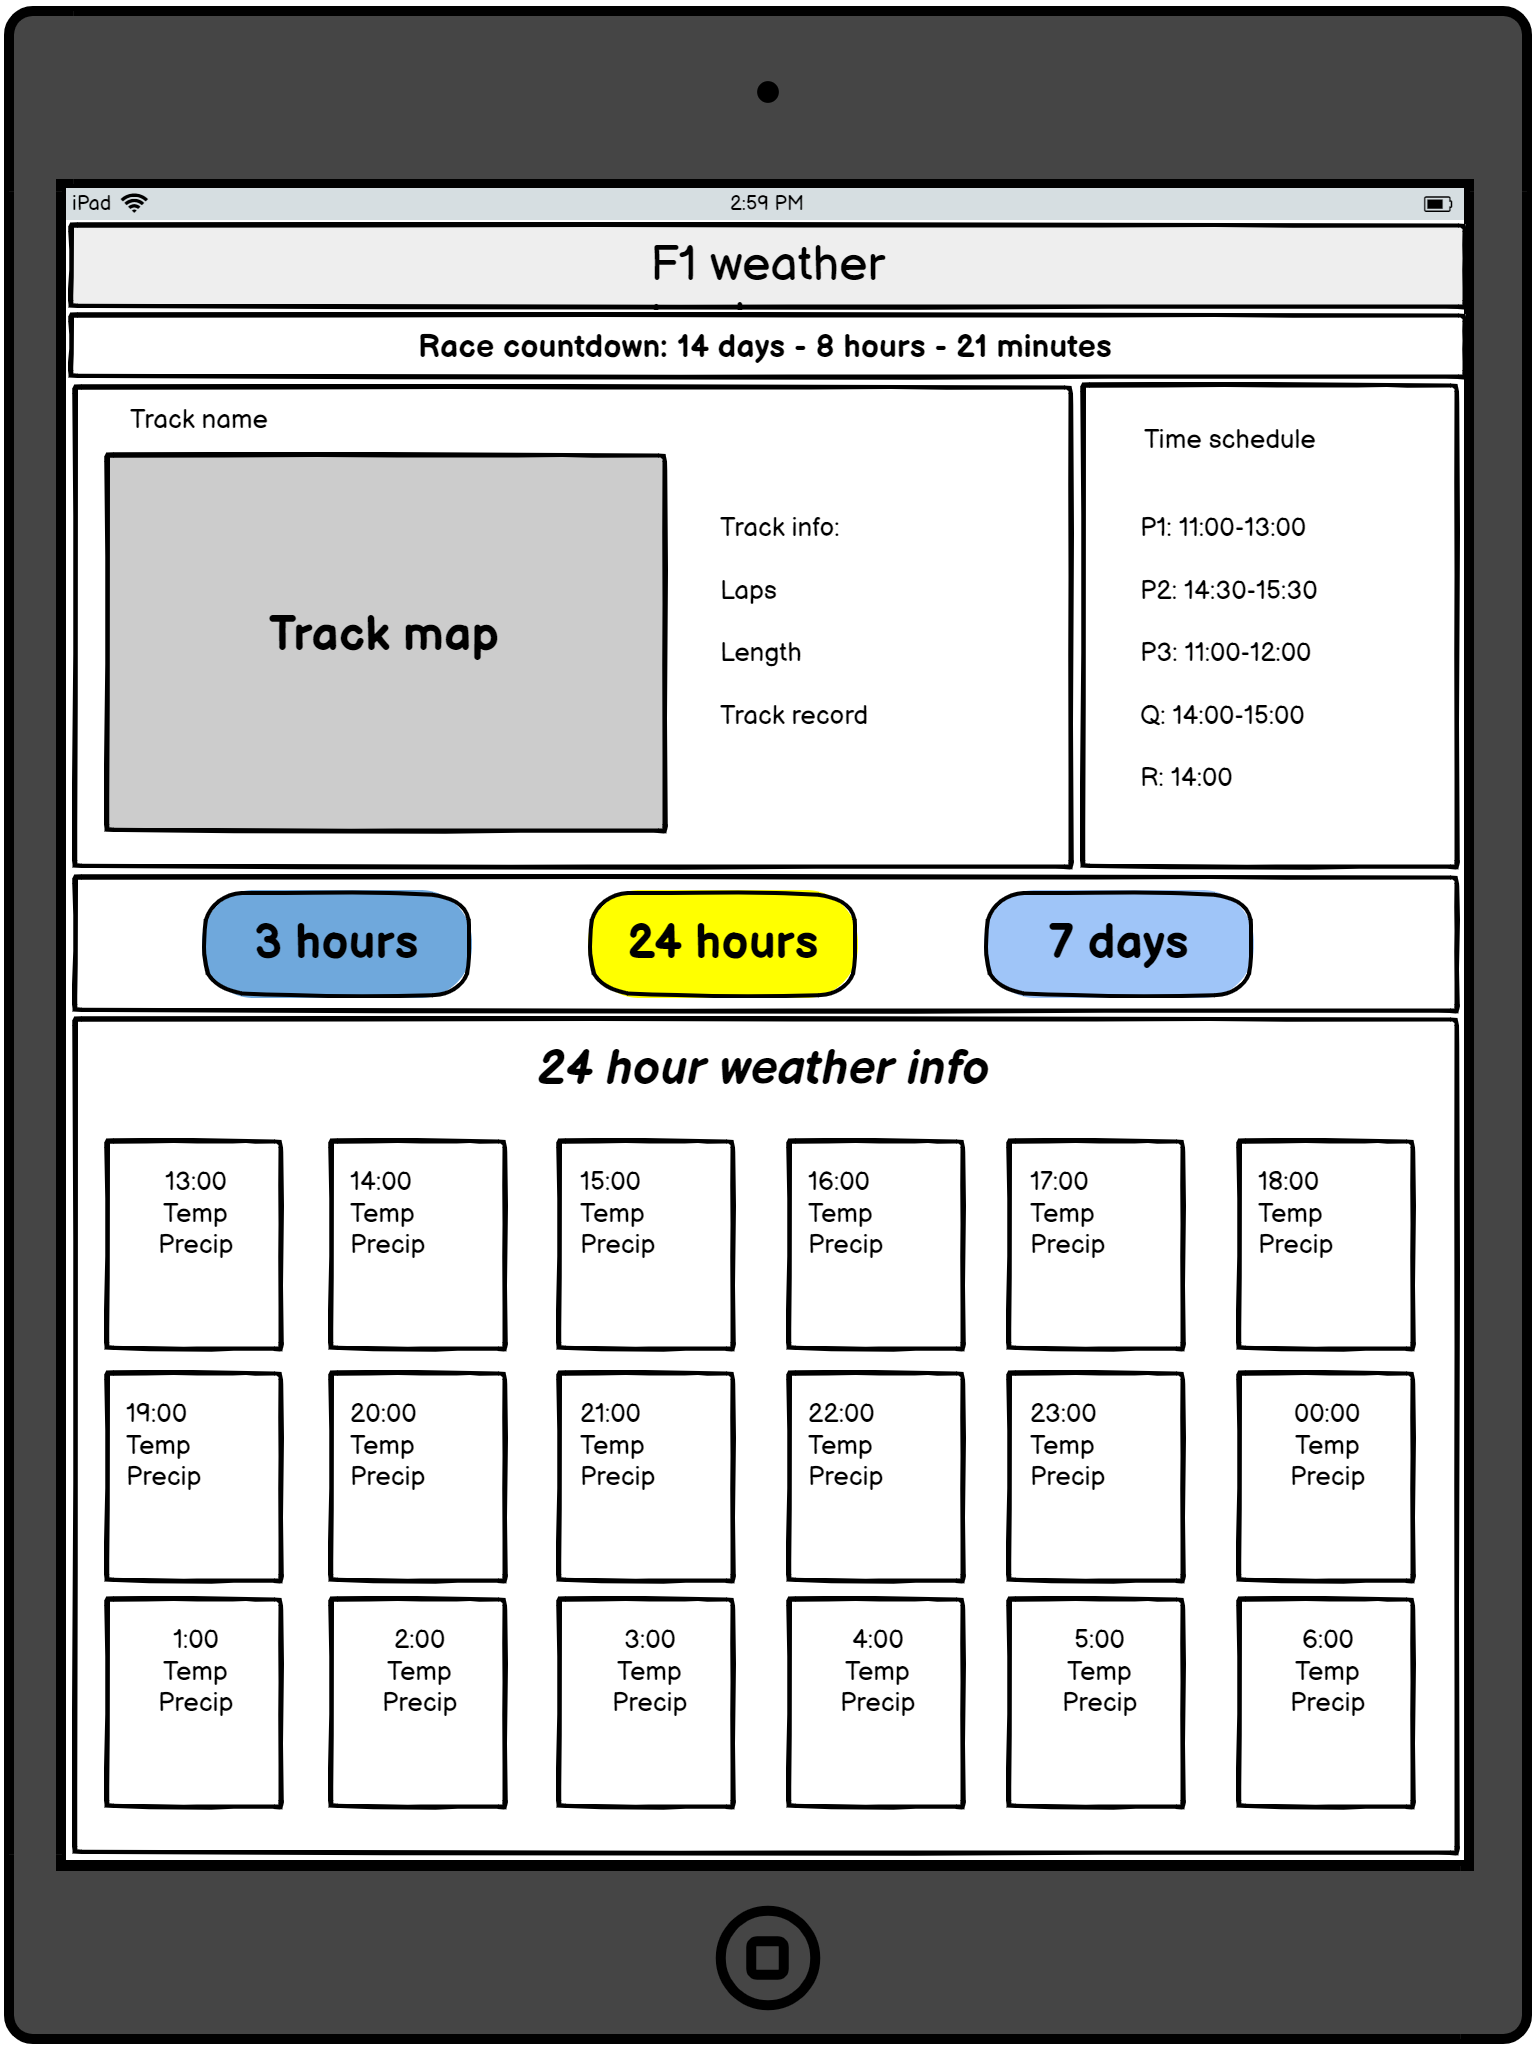 iPad
2:59 PM
F1 weather
Race countdown: 14 days - 8 hours - 21 minutes
Track name
Track map
Track info:
Laps
Length
Track record
Time schedule
P1: 11:00-13:00
P2: 14:30-15:30
P3: 11:00-12:00
Q: 14:00-15:00
R: 14:00
3 hours
24 hours
7 days
24 hour weather info
13:00
Temp
Precip
14:00
Temp
Precip
15:00
Temp
Precip
16:00
Temp
Precip
17:00
Temp
Precip
18:00
Temp
Precip
19:00
Temp
Precip
20:00
Temp
Precip
21:00
Temp
Precip
22:00
Temp
Precip
23:00
Temp
Precip
00:00
Temp
Precip
1:00
Temp
Precip
2:00
Temp
Precip
3:00
Temp
Precip
4:00
Temp
Precip
5:00
Temp
Precip
6:00
Temp
Precip